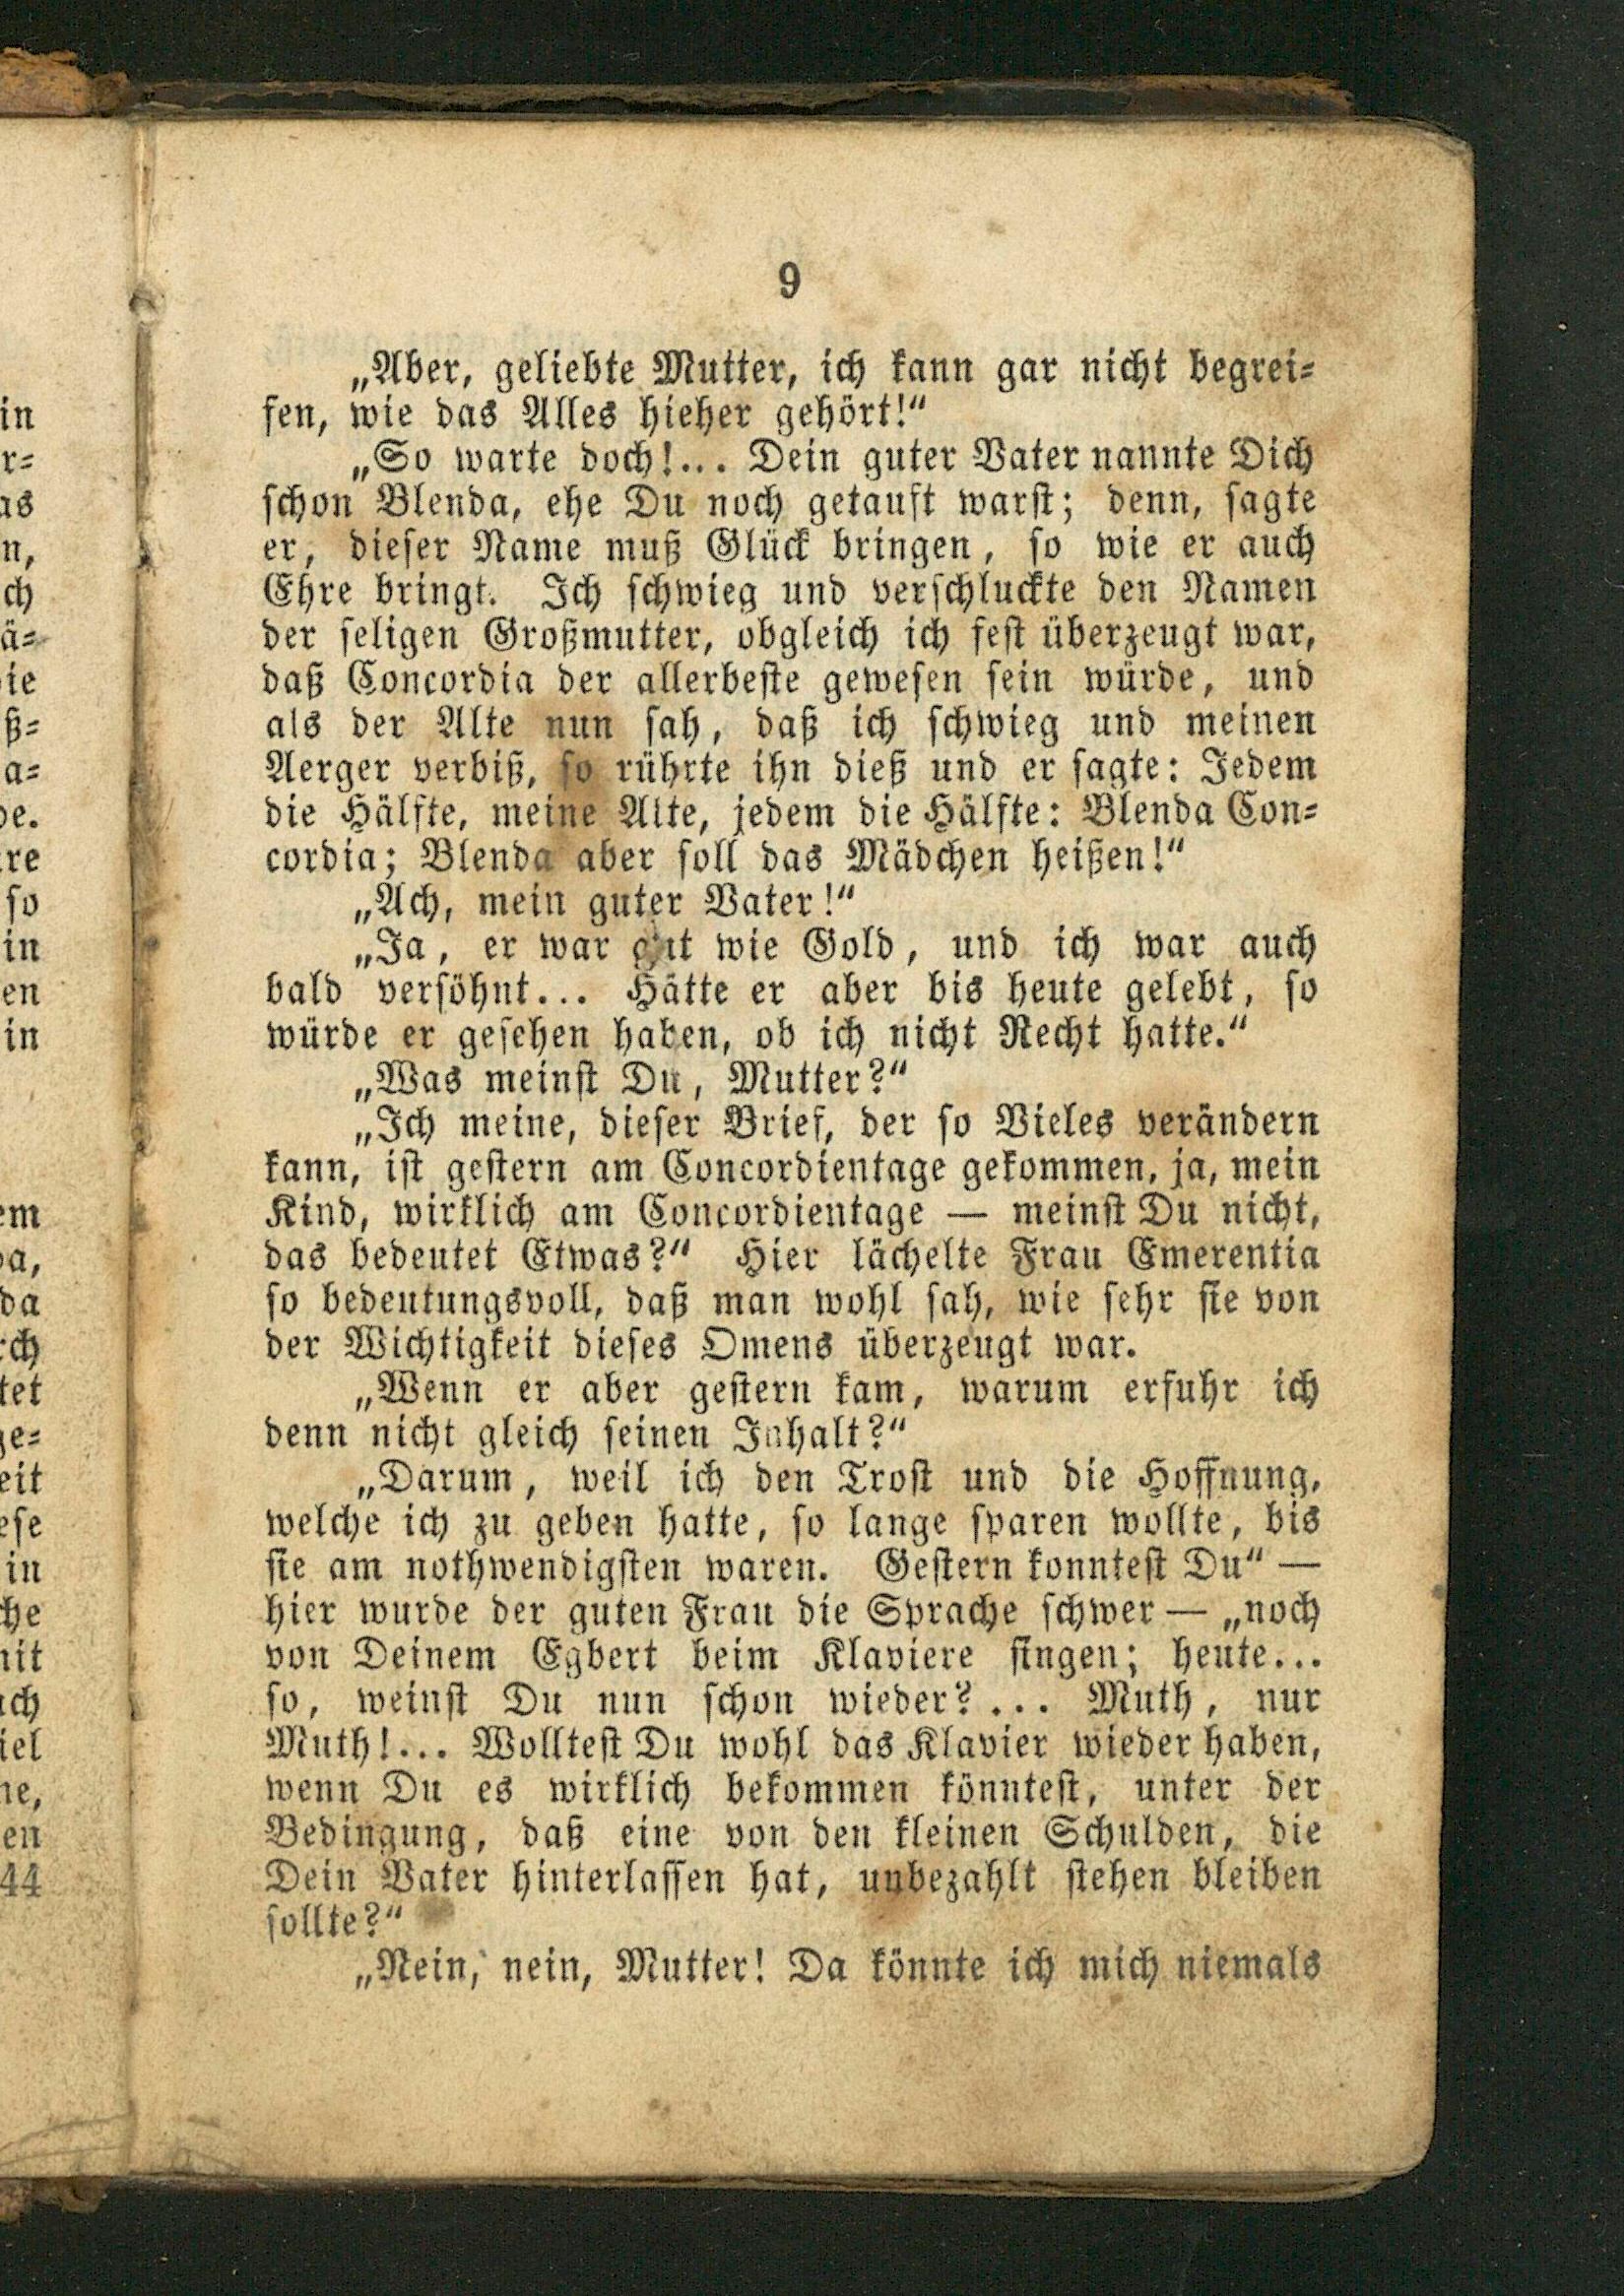 9
„Aber, geliebte Mutter, ich kann gar nicht begrei-
fen, wie das Alles hieher gehört!“
„So warte doch!... Dein guter Vater nannte Dich
schon Blenda, ehe Du noch getauft warst; denn, sagte
er, dieser Name muß Glück bringen, so wie er auch
Ehre bringt. Ich schwieg und verschluckte den Namen
der seligen Großmutter, obgleich ich fest überzeugt war,
daß Concordia der allerbeste gewesen sein würde, und
als der Alte nun sah, daß ich schwieg und meinen
Aerger verbiß, so rührte ihn dieß und er sagte: Jedem
die Hälfte, meine Alte, jedem die Hälfte: Blenda Con-
cordia; Blenda aber soll das Mädchen heißen!“
„Ach, mein guter Vater!“
„Ja, er war gut wie Gold, und ich war auch
bald versöhnt... Hätte er aber bis heute gelebt, so
würde er gesehen haben, ob ich nicht Recht hatte.“
„Was meinst Du, Mutter?“
„Ich meine, dieser Brief, der so Vieles verändern
kann, ist gestern am Concordientage gekommen, ja, mein
Kind, wirklich am Concordientage — meinst Du nicht,
das bedeutet Etwas?“ Hier lächelte Frau Emerentia
so bedeutungsvoll, daß man wohl sah, wie sehr sie von
der Wichtigkeit dieses Omens überzeugt war.
„Wenn er aber gestern kam, warum erfuhr ich
denn nicht gleich seinen Inhalt?“
„Darum, weil ich den Trost und die Hoffnung,
welche ich zu geben hatte, so lange sparen wollte, bis
sie am nothwendigsten waren. Gestern konntest Du“ —
hier wurde der guten Frau die Sprache schwer — „noch
von Deinem Egbert beim Klaviere singen; heute...
so, weinst Du nun schon wieder?... Muth, nur
Muth!... Wolltest Du wohl das Klavier wieder haben,
wenn Du es wirklich bekommen könntest, unter der
Bedingung, daß eine von den kleinen Schulden, die
Dein Vater hinterlassen hat, unbezahlt stehen bleiben
sollte?“
„Nein, nein, Mutter! Da könnte ich mich niemals